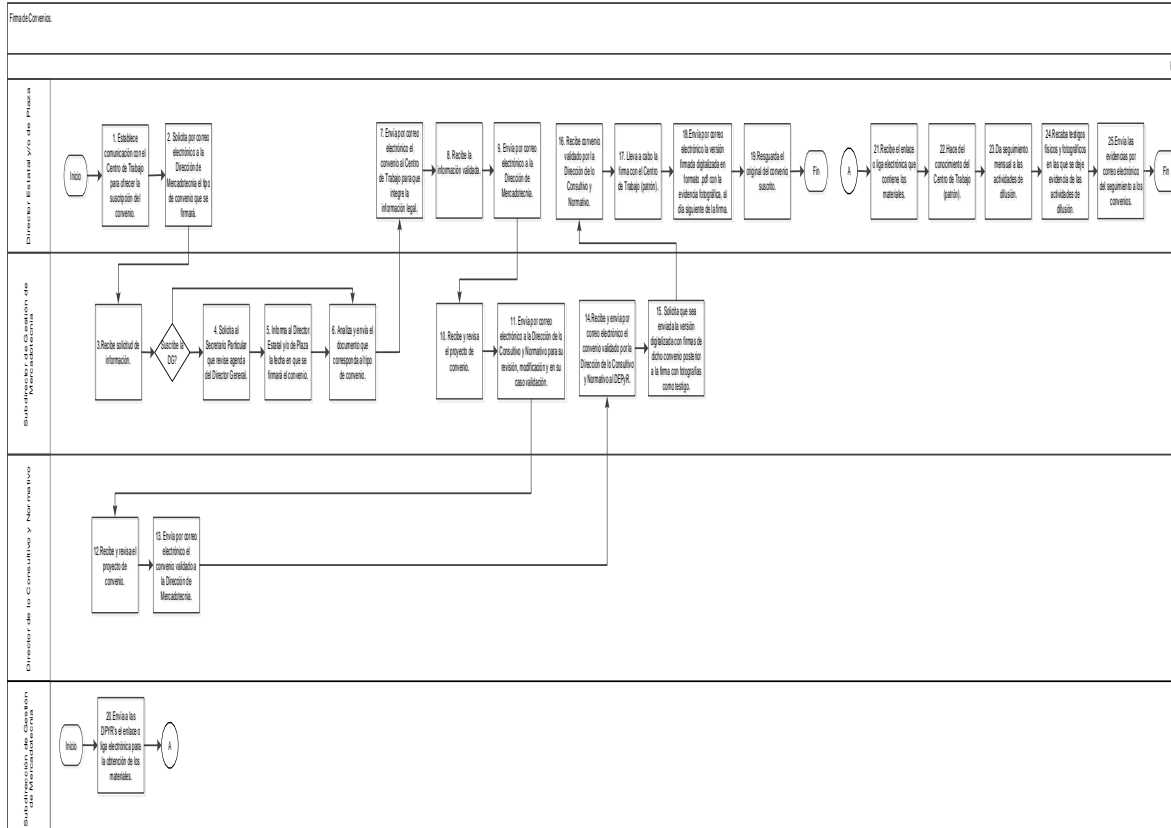 Firma de Convenios.
Director Estatal y/o de Plaza
Inicio
1. Establece
comunicación con el
Centro de Trabajo
para ofrecer la
suscripción del
convenio.
2. Solicita por correo
electrónico a la
Dirección de
Mercadotecnia el tipo
de convenio que se
firmará.
7. Envía por correo
electrónico el
convenio al Centro
de Trabajo para que
integre la
información legal.
8. Recibe la
información validada.
9. Envía por correo
electrónico a la
Dirección de
Mercadotecnia.
16. Recibe convenio
validado por la
Dirección de lo
Consultivo y
Normativo.
17. Lleva a cabo la
firma con el Centro
de Trabajo (patrón).
18.Envía por correo
electrónico la versión
firmada digitalizada en
formato .pdf con la
evidencia fotográfica, al
día siguiente de la firma.
19.Resguarda el
original del convenio
suscrito.
Fin
A
21.Recibe el enlace
o liga electrónica que
contiene los
materiales.
22.Hace del
conocimiento del
Centro de Trabajo
(patrón).
23.Da seguimiento
mensual a las
actividades de
difusión.
24.Recaba testigos
físicos y fotográficos
en las que se deje
evidencia de las
actividades de
difusión.
25.Envía las
evidencias por
correo electrónico
del seguimiento a los
convenios.
Fin
Subdirector de Gestión de
Mercadotecnia
3.Recibe solicitud de
información.
Suscribe la
DG?
4. Solicita al
Secretario Particular
que revise agenda
del Director General.
5. Informa al Director
Estatal y/o de Plaza
la fecha en que se
firmará el convenio.
6. Analiza y envía el
documento que
corresponda al tipo
de convenio.
10. Recibe y revisa
el proyecto de
convenio.
11. Envía por correo
electrónico a la Dirección de lo
Consultivo y Normativo para su
revisión, modificación y en su
caso validación.
14.Recibe y envía por
correo electrónico el
convenio validado por la
Dirección de lo Consultivo
y Normativo al DEPyR.
15. Solicita que sea
enviada la versión
digitalizada con firmas de
dicho convenio posterior
a la firma con fotografías
como testigo.
Director de lo Consultivo y Normativo
12.Recibe y revisa el
proyecto de
convenio.
13. Envía por correo
electrónico el
convenio validado a
la Dirección de
Mercadotecnia.
Subdirección de Gestión
de Mercadotecnia
Inicio
20.Envía a las
DPYR's el enlace o
liga electrónica para
la obtención de los
materiales.
A